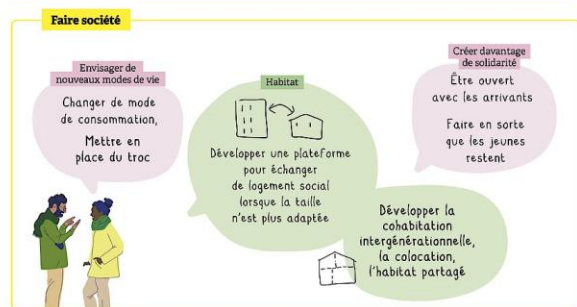 Faire société
Envisager de
nouveaux modes de vie
Changer de mode
de consommation,
Mettre en
place du troc
Habitat
Développer une plateforme
pour échanger
de logement social
lorsque la taille
n'est plus adaptée
Créer davantage
de solidarité
Être ouvert
avec les arrivants
Faire en sorte
que les jeunes
restent
Développer la
cohabitation
intergénérationnelle,
la colocation,
l'habitat partagé